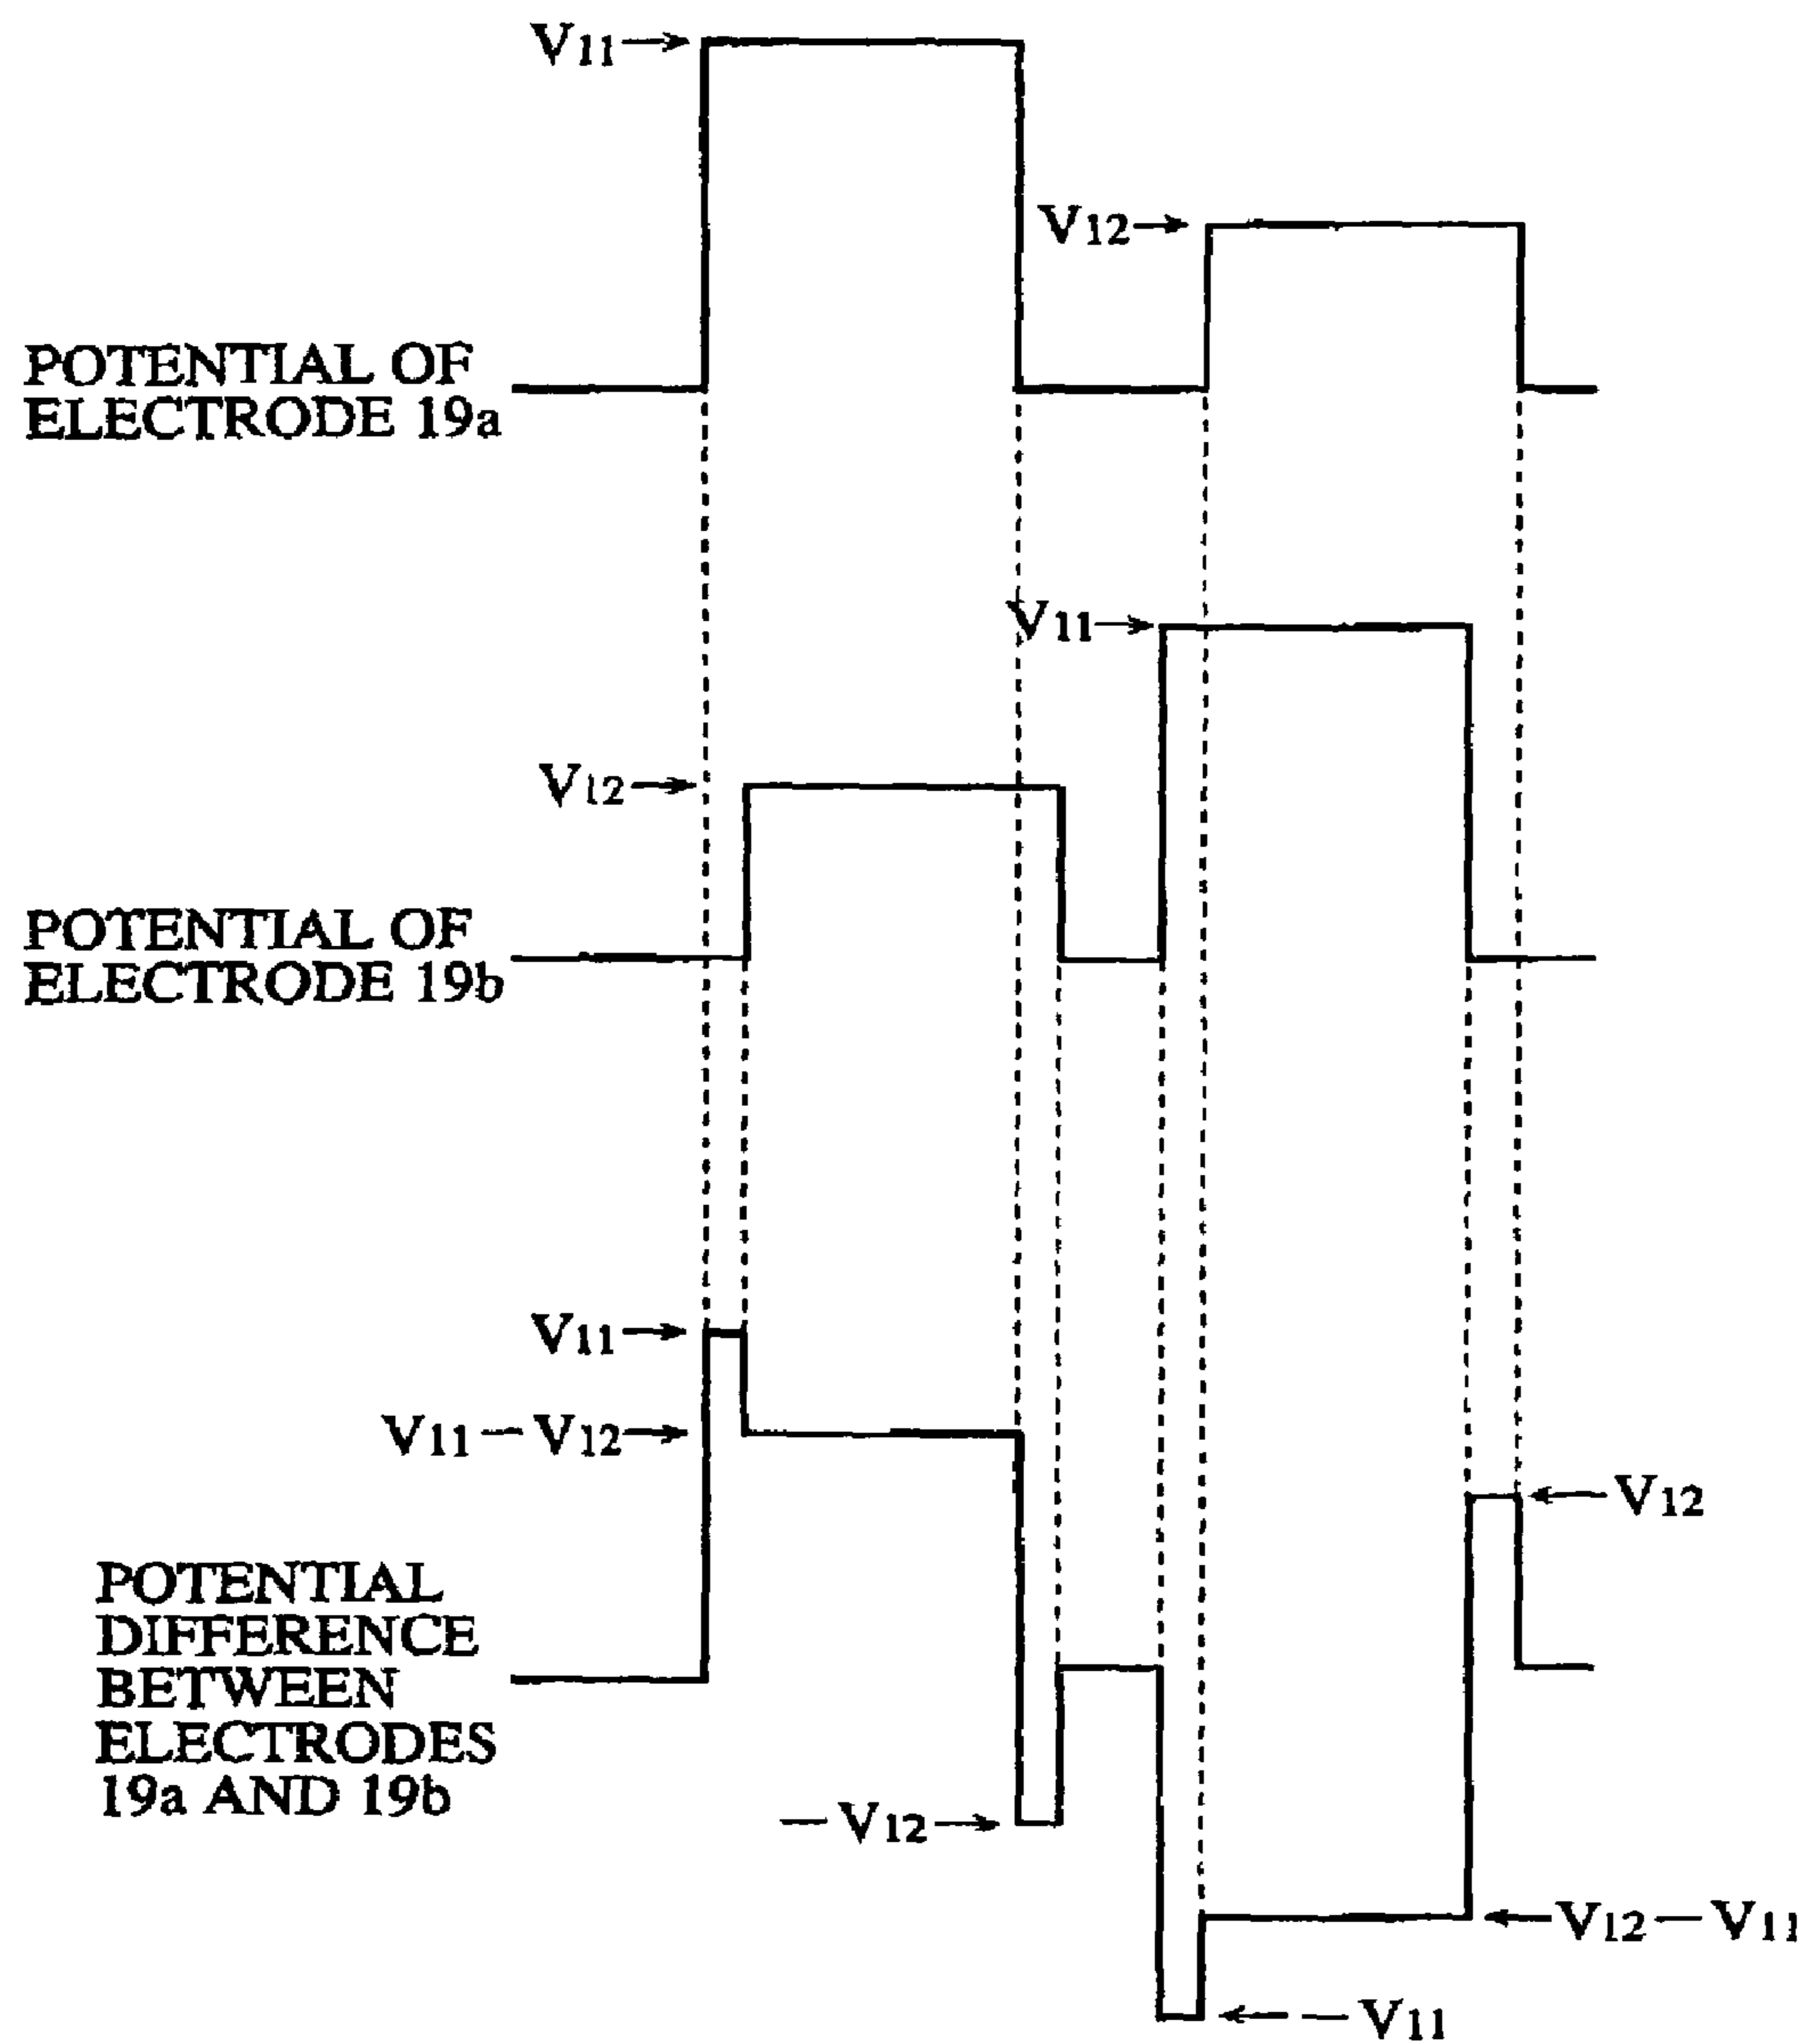 V11
V12
POTENTIAL OF
ELECTRODE 19a
V11
V12
POTENTIAL OF
ELECTRODE 19b
V11
V11 — V12
V12
POTENTIAL
DIFFERENCE
BETWEEN
ELECTRODES
19a AND 19b
— V12
V12 — V11
— V11